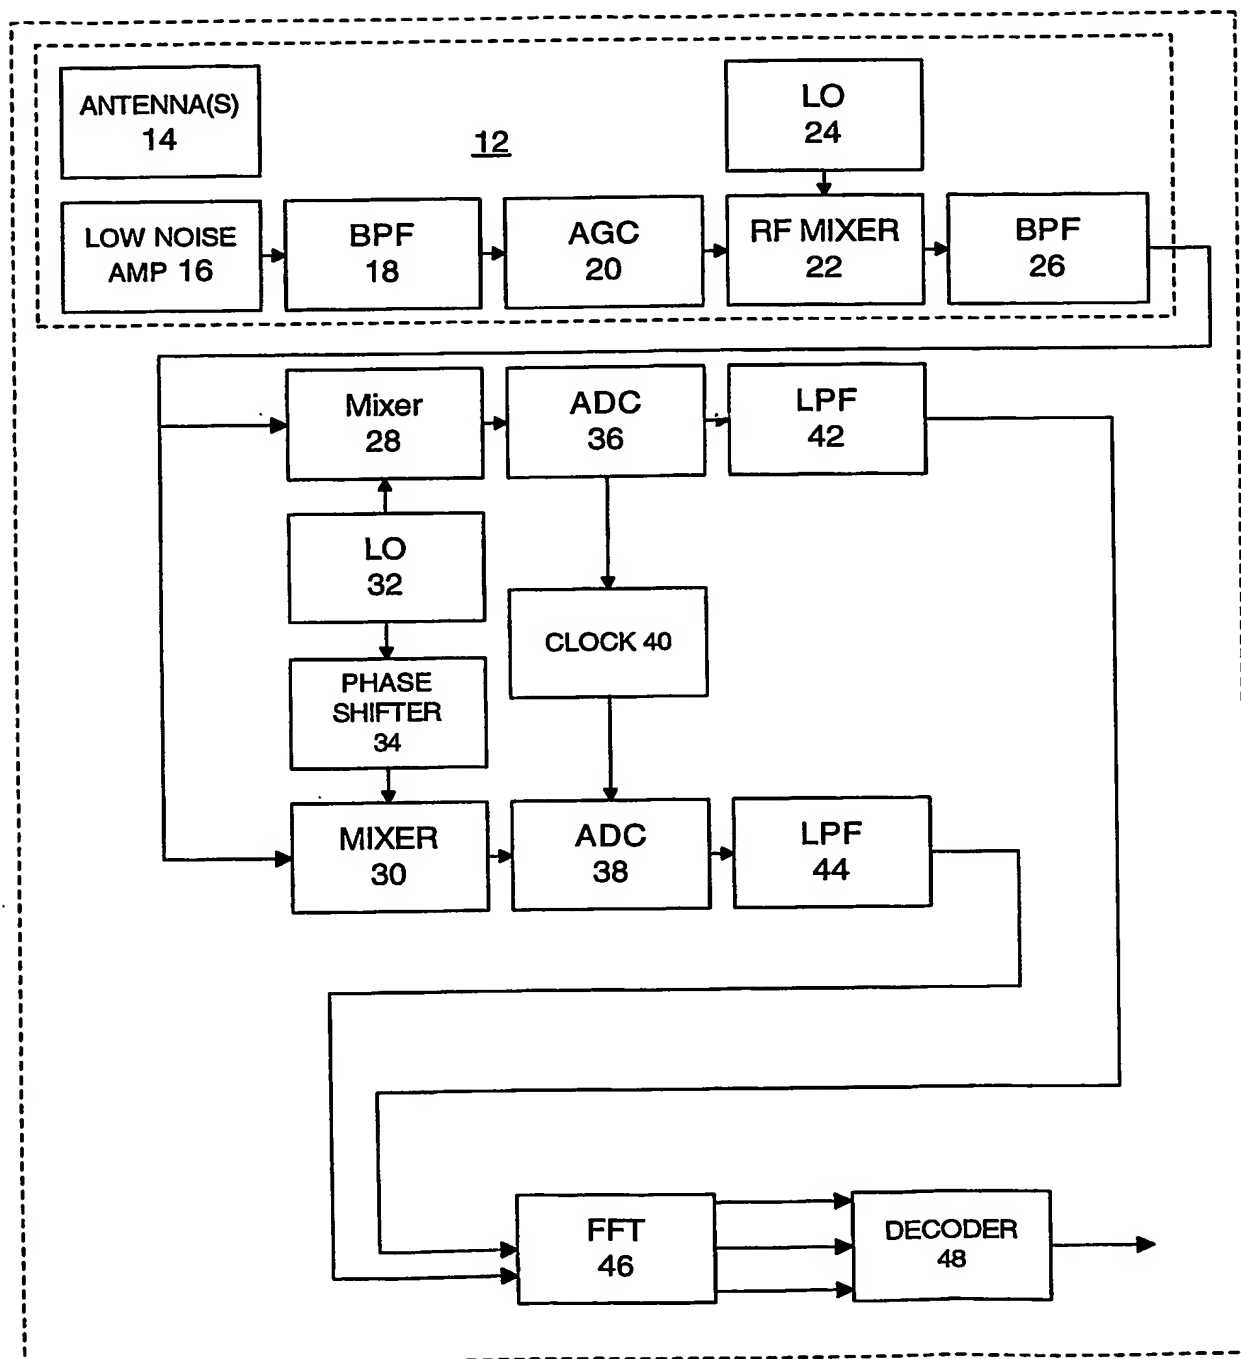 ANTENNA(S)
14
12
LO
24
LOW NOISE
AMP 16
BPF
18
AGC
20
RF MIXER
22
BPF
26
Mixer
28
ADC
36
LPF
42
LO
32
CLOCK 40
PHASE
SHIFTER
34
MIXER
30
ADC
38
LPF
44
FFT
46
DECODER
48